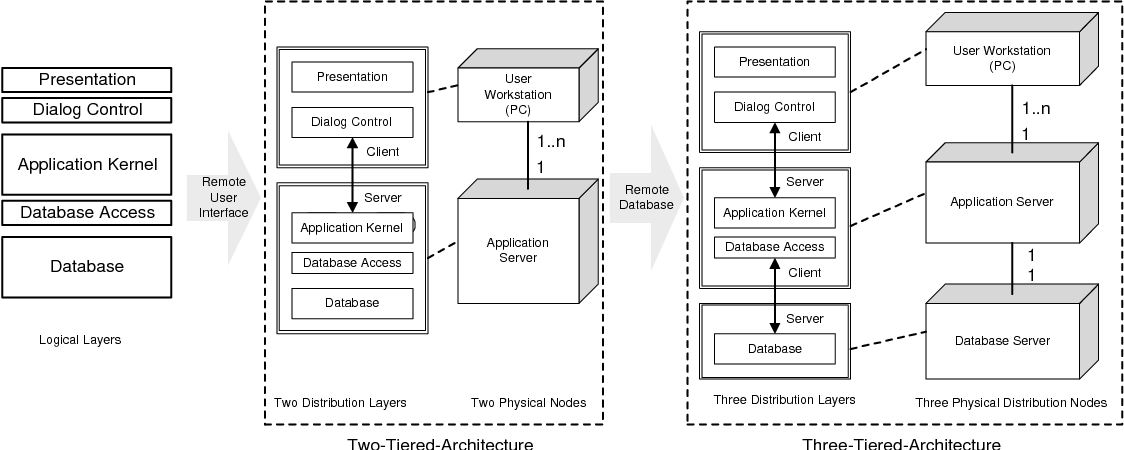 Presentation
Dialog Control
Application Kernel
Database Access
Database
Logical Layers
Remote
User
Interface
Presentation
Dialog Control
Client
Server
Application Kernel
Database Access
Database
Two Distribution Layers
User
Workstation
(PC)
1..n
1
Application
Server
Two Physical Nodes
Two-Tiered-Architecture
Remote
Database
Presentation
Dialog Control
Client
Server
Application Kernel
Database Access
Client
Server
Database
Three Distribution Layers
User Workstation
(PC)
1..n
1
Application Server
1
1
Database Server
Three Physical Distribution Nodes
Three-Tiered-Architecture